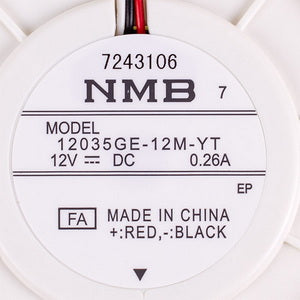 7243106
NMB 7
MODEL
12035GE-12M-YT
12V ⎓ DC 0.26A
EP
FA MADE IN CHINA
+:RED,-:BLACK